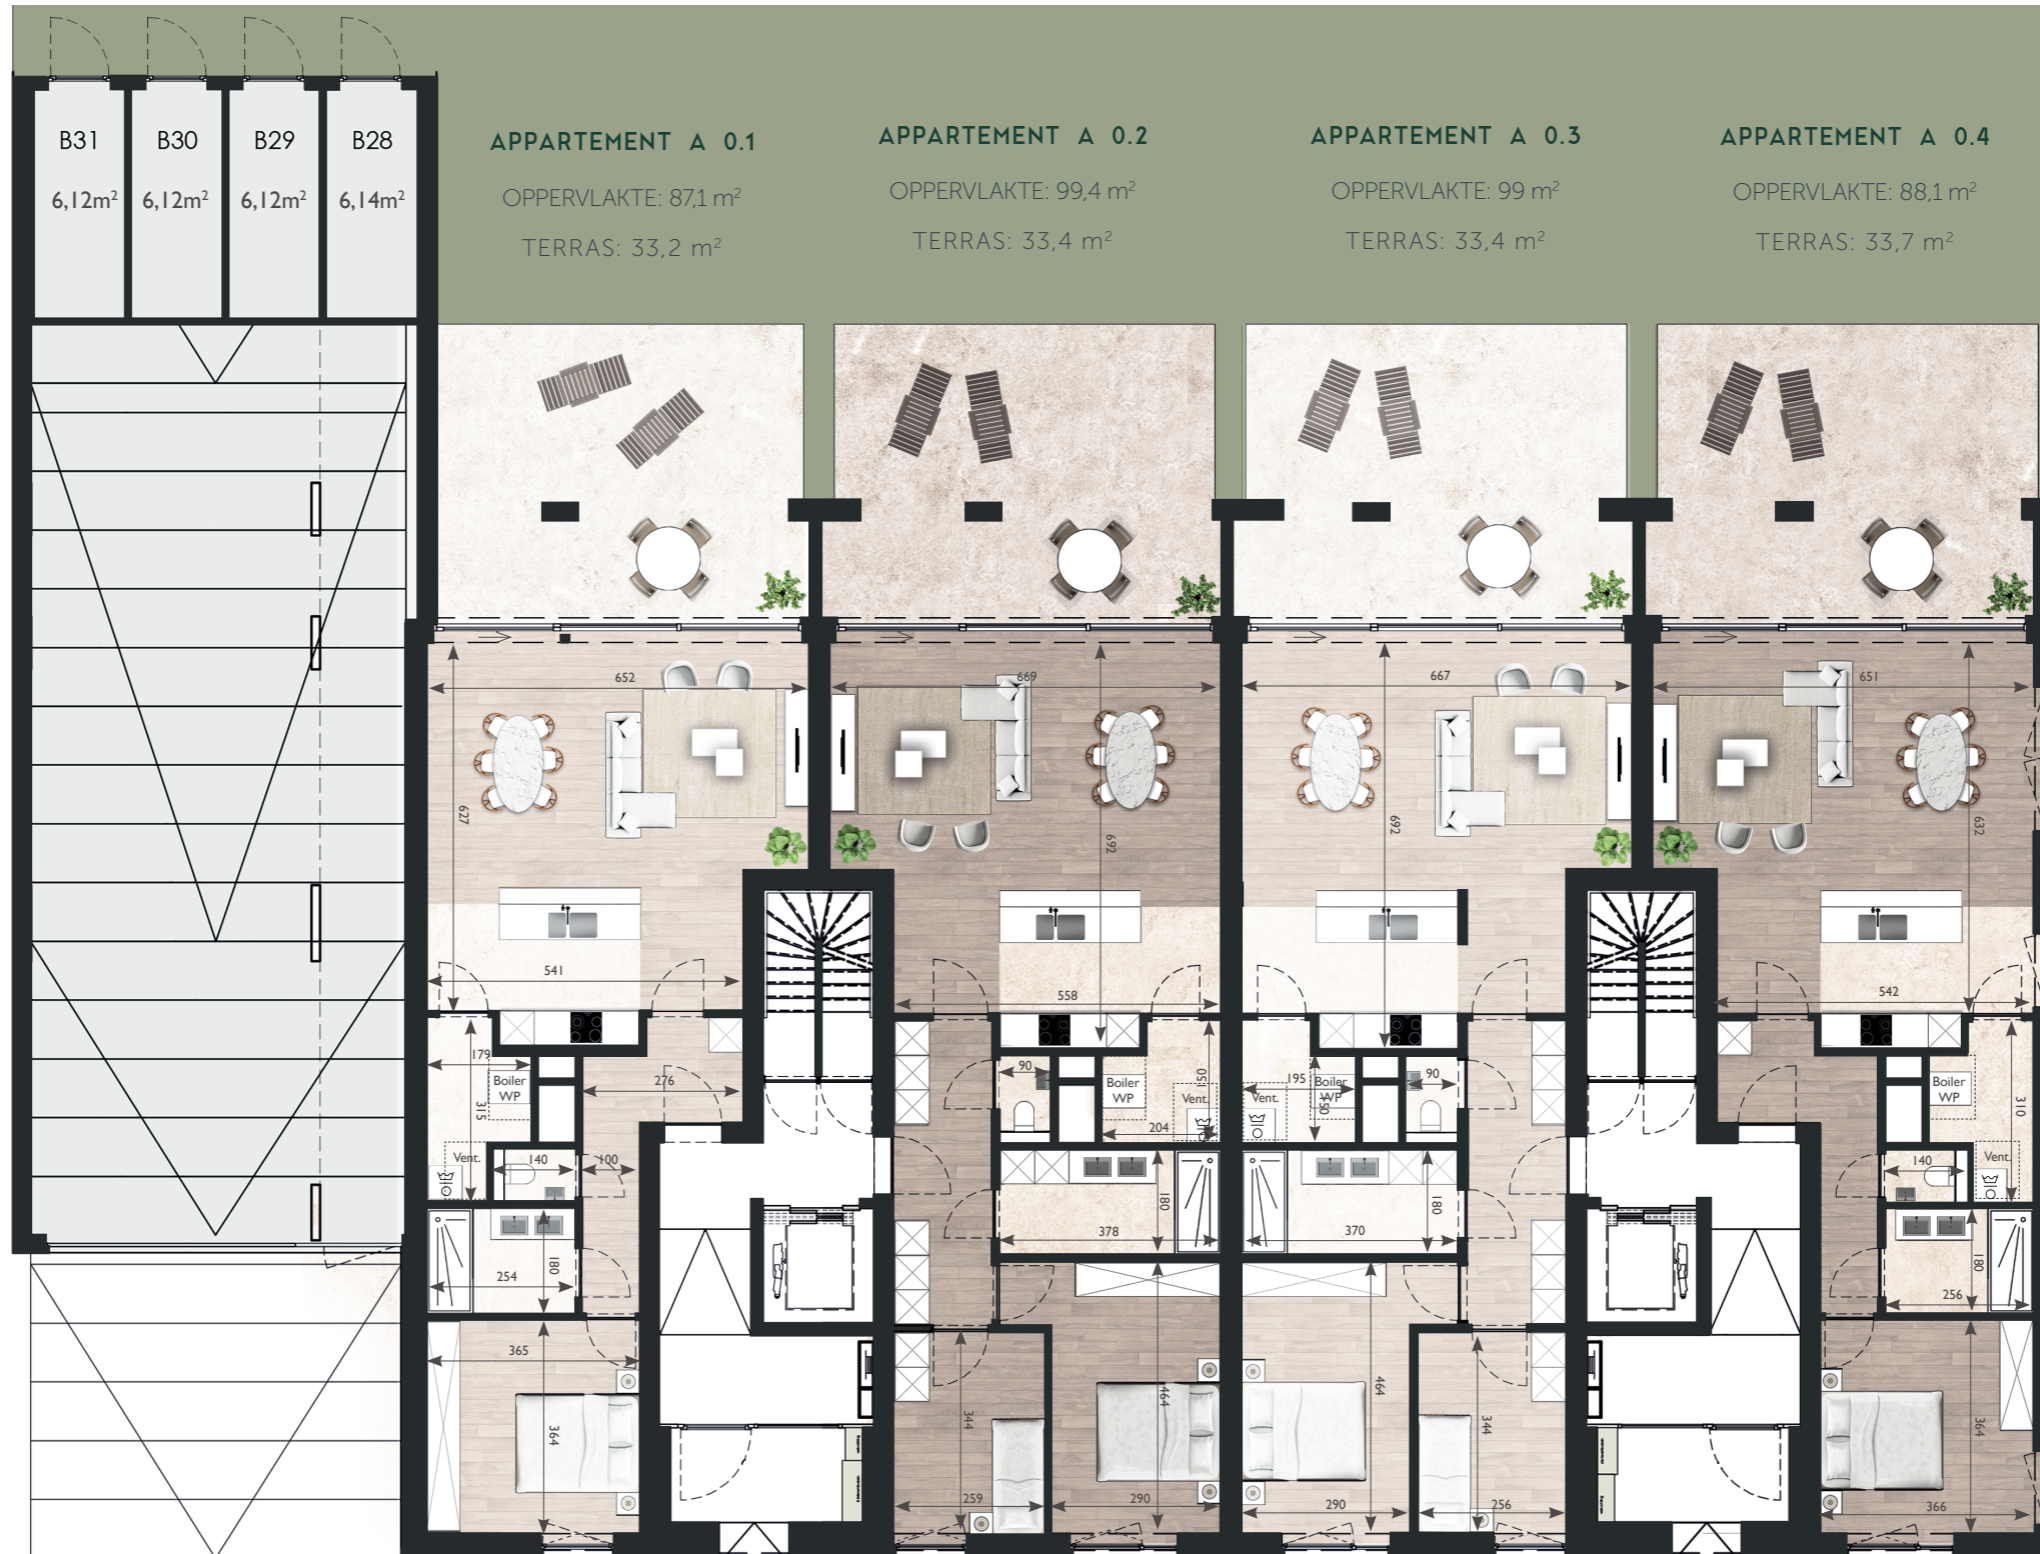 B31
B30
B29
B28
6,12m²
6,12m²
6,12m²
6,14m²
APPARTEMENT A 0.1
OPPERVLAKTE: 87,1 m²
TERRAS: 33,2 m²
APPARTEMENT A 0.2
OPPERVLAKTE: 99,4 m²
TERRAS: 33,4 m²
APPARTEMENT A 0.3
OPPERVLAKTE: 99 m²
TERRAS: 33,4 m²
APPARTEMENT A 0.4
OPPERVLAKTE: 88,1 m²
TERRAS: 33,7 m²
652
627
541
179
Boiler
WP
315
276
Vent.
140
100
254
180
365
364
669
692
558
90
Boiler
WP
150
Vent.
204
378
180
344
464
259
290
667
692
195
Boiler
WP
150
90
Vent.
370
180
464
344
290
256
651
632
542
Boiler
WP
310
140
Vent.
180
256
364
366